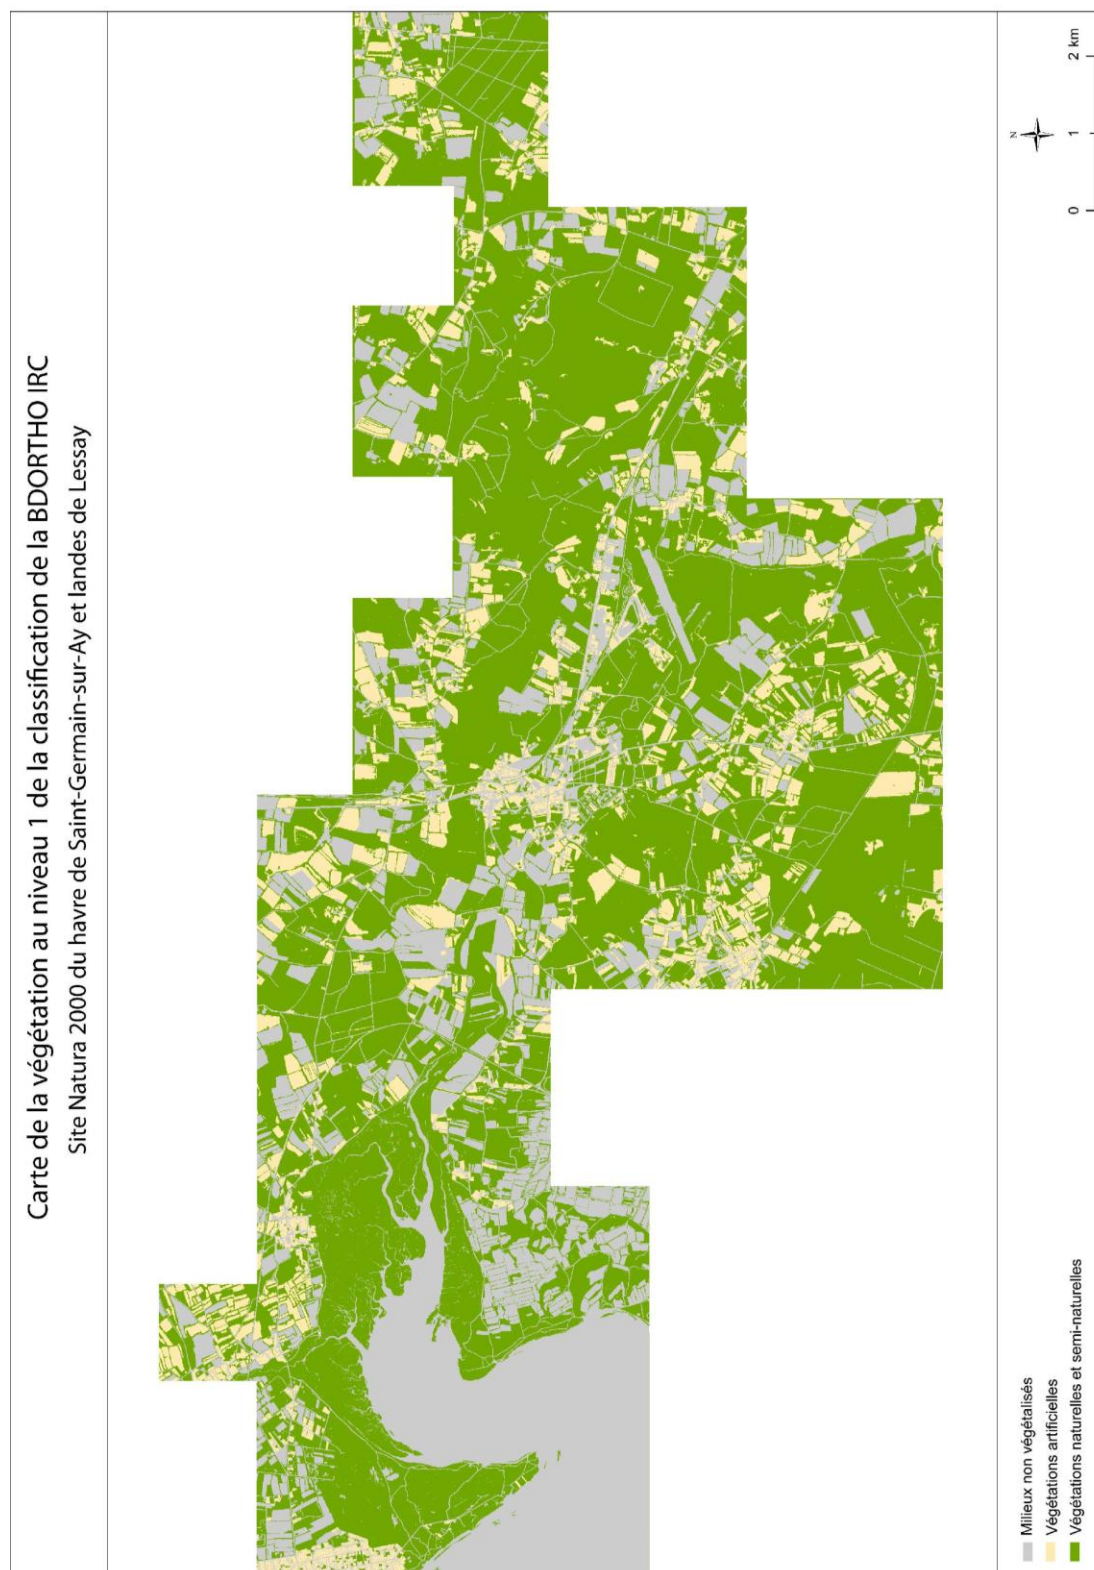 Carte de la végétation au niveau 1 de la classification de la BDORTHO IRC
Site Natura 2000 du havre de Saint-Germain-sur-Ay et landes de Lessay
Milieux non végétalisés
Végétations artificielles
Végétations naturelles et semi-naturelles
N
0 1 2 km